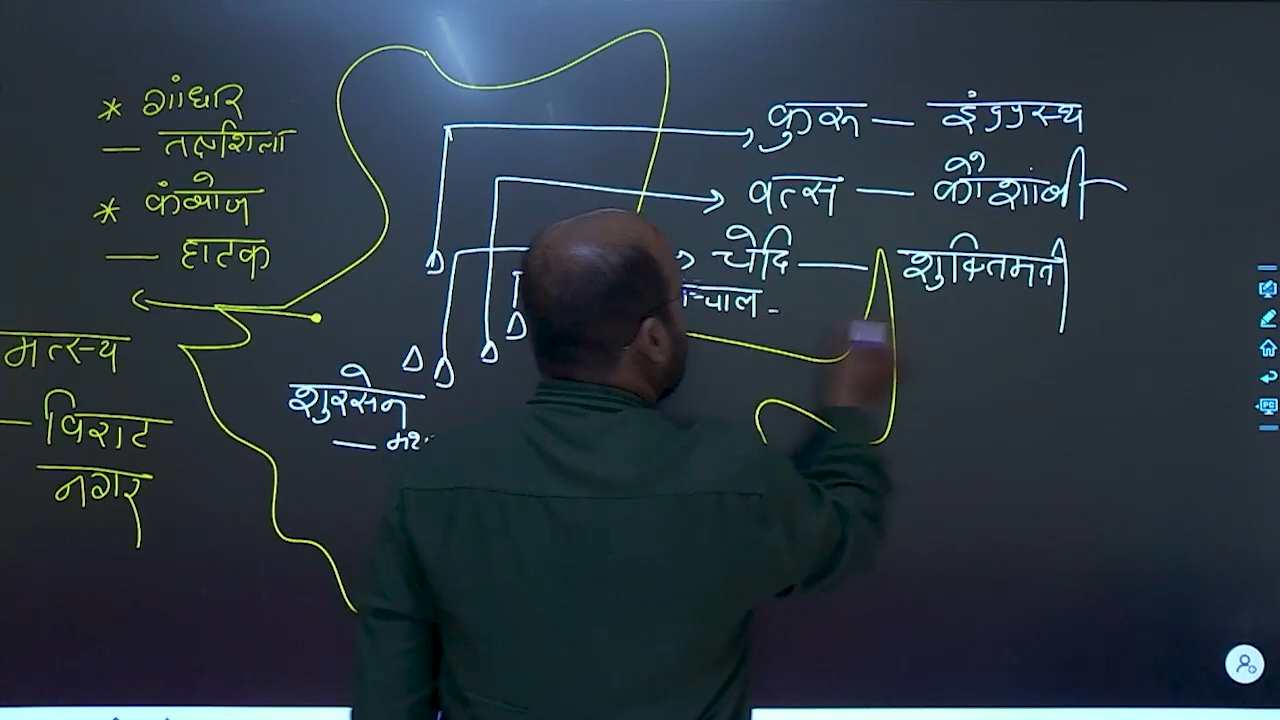 * गांधार
— तक्षशिला
* कंबोज
— हाटक
मत्स्य
— विराट
नगर
शुरसेन
कुरू — इंद्रप्रस्थ
वत्स — कौशांबी
चेदि — शुक्तिमती